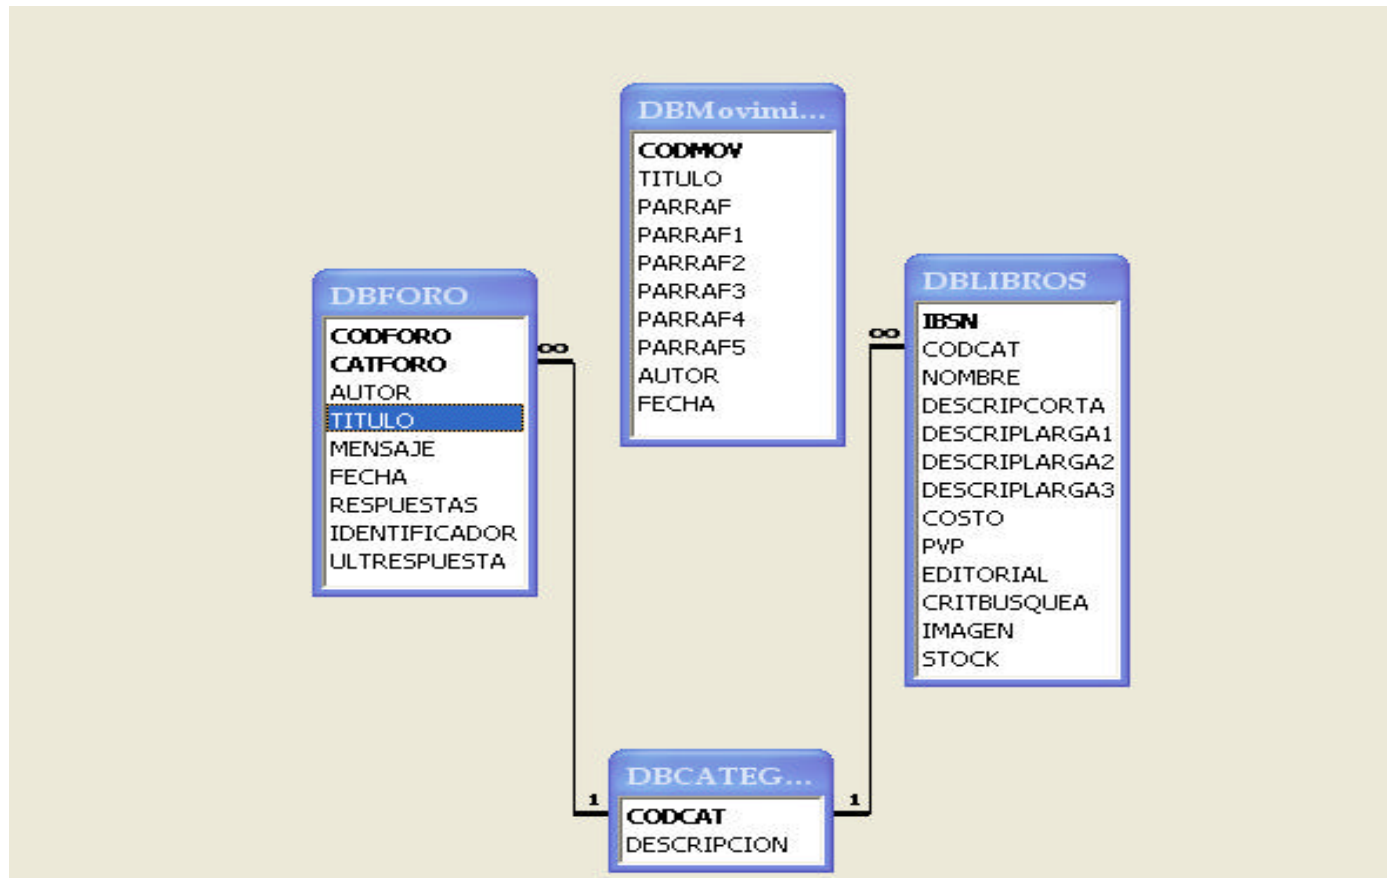 DBMovimi...
CODMOV
TITULO
PARRAF
PARRAF1
PARRAF2
PARRAF3
PARRAF4
PARRAF5
AUTOR
FECHA
DBFORO
CODFORO
CATFORO
AUTOR
TITULO
MENSAJE
FECHA
RESPUESTAS
IDENTIFICADOR
ULTRESPUESTA
∞
DBLIBROS
IBSN
CODCAT
NOMBRE
DESCRIPCORTA
DESCRIPLARGA1
DESCRIPLARGA2
DESCRIPLARGA3
COSTO
PVP
EDITORIAL
CRITBUSQUEA
IMAGEN
STOCK
∞
DBCATEG...
CODCAT
DESCRIPCION
1
1